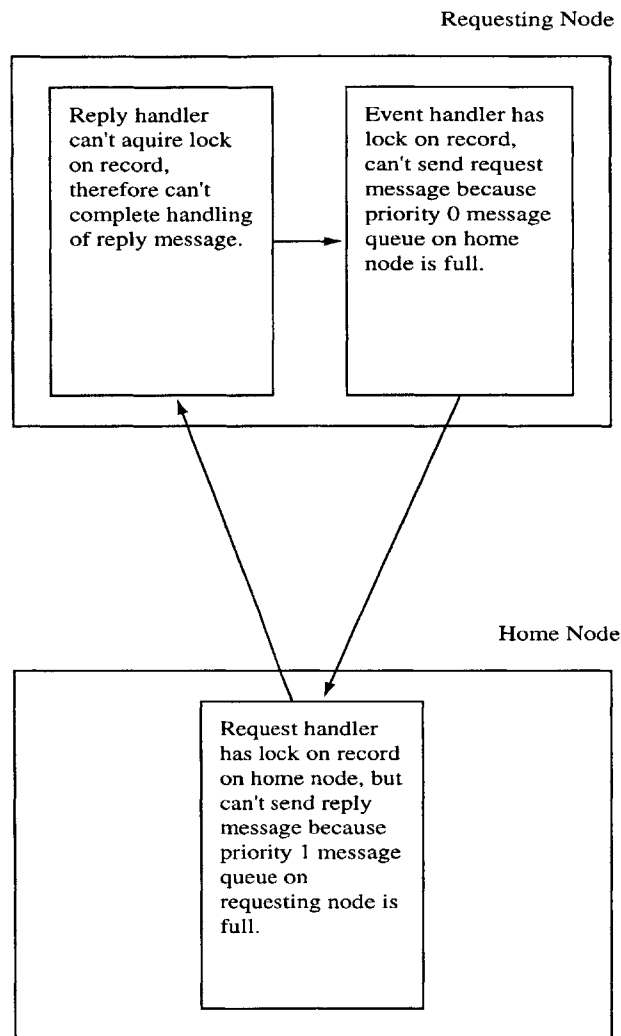 Requesting Node
Reply handler
can't aquire lock
on record,
therefore can't
complete handling
of reply message.
Event handler has
lock on record,
can't send request
message because
priority 0 message
queue on home
node is full.
Home Node
Request handler
has lock on record
on home node, but
can't send reply
message because
priority 1 message
queue on
requesting node is
full.